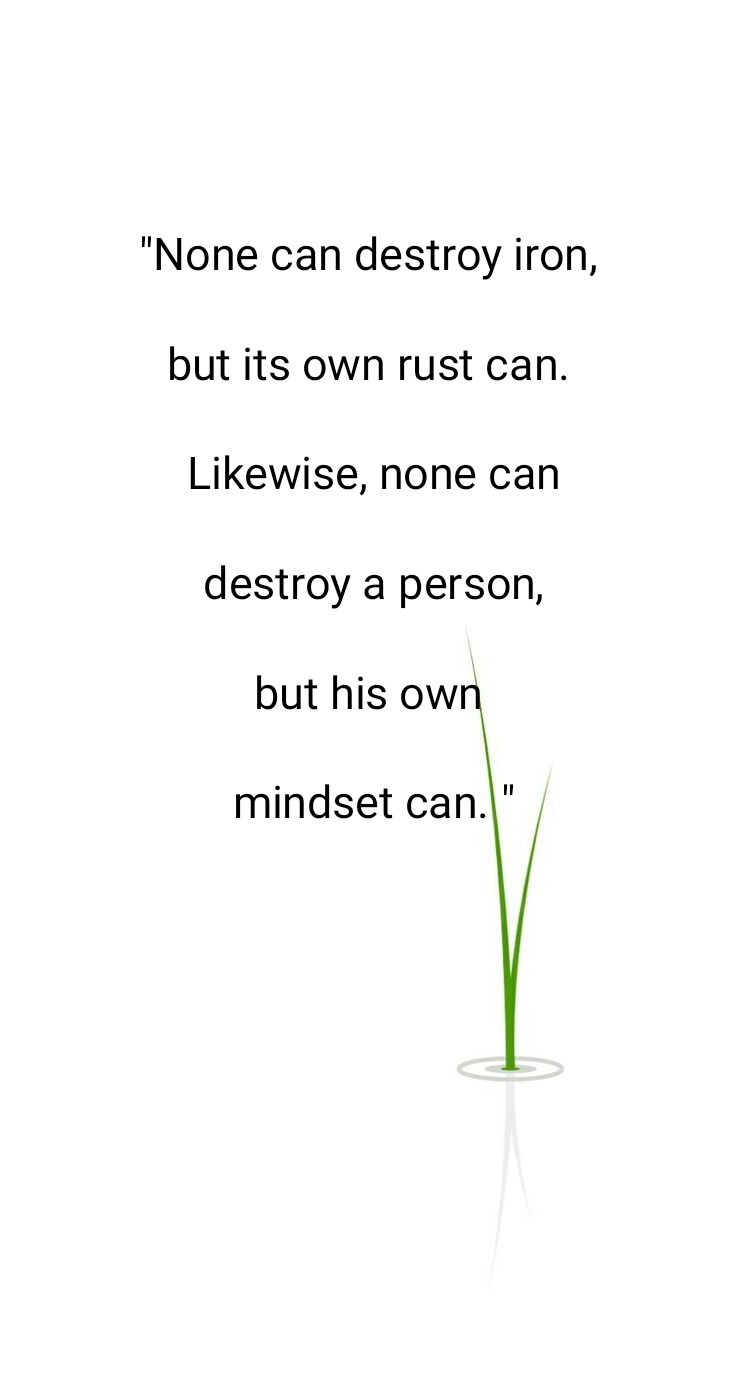 "None can destroy iron,
but its own rust can.
Likewise, none can
destroy a person,
but his own
mindset can. "